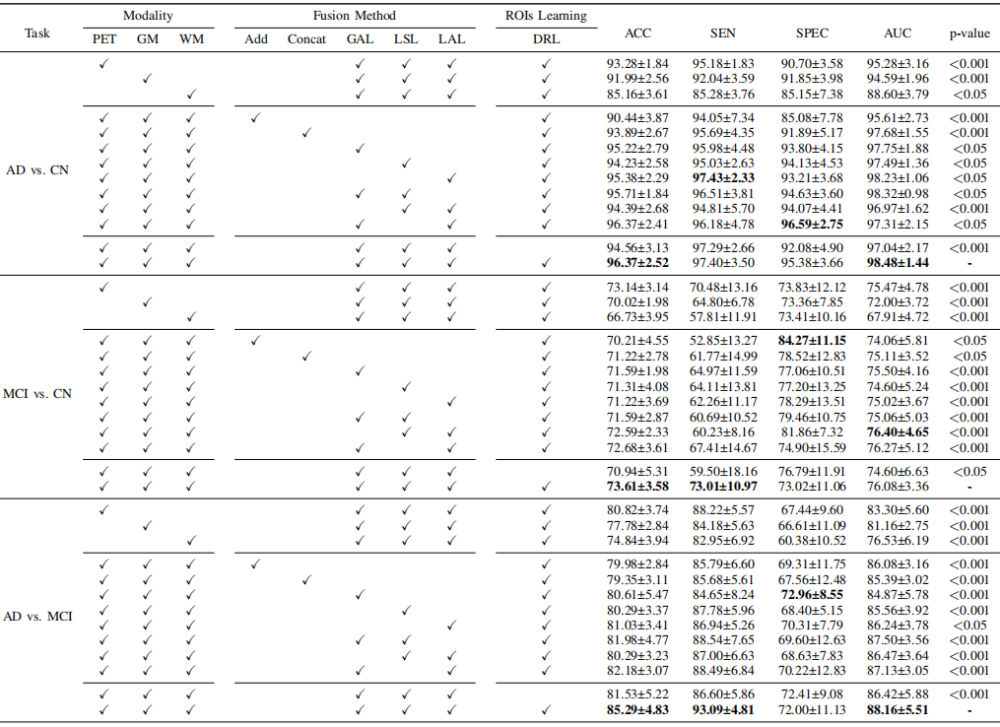 Task Modality Fusion Method ROIs Learning ACC SEN SPEC AUC p-value
PET GM WM Add Concat GAL LSL LAL DRL
AD vs. CN
✓ ✓ ✓ ✓ ✓ 93.28±1.84 95.18±1.83 90.70±3.58 95.28±3.16 <0.001
✓ ✓ ✓ ✓ ✓ 91.99±2.56 92.04±3.59 91.85±3.98 94.59±1.96 <0.001
✓ ✓ ✓ ✓ ✓ 85.16±3.61 85.28±3.76 85.15±7.38 88.60±3.79 <0.05
✓ ✓ ✓ ✓ ✓ 90.44±3.87 94.05±7.34 85.08±7.78 95.61±2.73 <0.001
✓ ✓ ✓ ✓ ✓ 93.89±2.67 95.69±4.35 91.89±5.17 97.68±1.55 <0.001
✓ ✓ ✓ ✓ ✓ 95.22±2.79 95.98±4.48 93.80±4.15 97.75±1.88 <0.05
✓ ✓ ✓ ✓ ✓ 94.23±2.58 95.03±2.63 94.13±4.53 97.49±1.36 <0.05
✓ ✓ ✓ ✓ ✓ 95.38±2.29 97.43±2.33 93.21±3.68 98.23±1.06 <0.05
✓ ✓ ✓ ✓ ✓ ✓ 95.71±1.84 96.51±3.81 94.63±3.60 98.32±0.98 <0.05
✓ ✓ ✓ ✓ ✓ ✓ 94.39±2.68 94.81±5.70 94.07±4.41 96.97±1.62 <0.001
✓ ✓ ✓ ✓ ✓ ✓ 96.37±2.41 96.18±4.78 96.59±2.75 97.31±2.15 <0.05
✓ ✓ ✓ ✓ ✓ ✓ 94.56±3.13 97.29±2.66 92.08±4.90 97.04±2.17 <0.001
✓ ✓ ✓ ✓ ✓ ✓ ✓ 96.37±2.52 97.40±3.50 95.38±3.66 98.48±1.44 -
MCI vs. CN
✓ ✓ ✓ ✓ ✓ 73.14±3.14 70.48±13.16 73.83±12.12 75.47±4.78 <0.001
✓ ✓ ✓ ✓ ✓ 70.02±1.98 64.80±6.78 73.36±7.85 72.00±3.72 <0.001
✓ ✓ ✓ ✓ ✓ 66.73±3.95 57.81±11.91 73.41±10.16 67.91±4.72 <0.001
✓ ✓ ✓ ✓ ✓ 70.21±4.55 52.85±13.27 84.27±11.15 74.06±5.81 <0.05
✓ ✓ ✓ ✓ ✓ 71.22±2.78 61.77±14.99 78.52±12.83 75.11±3.52 <0.05
✓ ✓ ✓ ✓ ✓ 71.59±1.98 64.97±11.59 77.06±10.51 75.50±4.16 <0.001
✓ ✓ ✓ ✓ ✓ 71.31±4.08 64.11±13.81 77.20±13.25 74.60±5.24 <0.001
✓ ✓ ✓ ✓ ✓ 71.22±3.69 62.26±11.17 78.29±13.51 75.02±3.67 <0.001
✓ ✓ ✓ ✓ ✓ ✓ 71.59±2.87 60.69±10.52 79.46±10.75 75.06±5.03 <0.001
✓ ✓ ✓ ✓ ✓ ✓ 72.59±2.33 60.23±8.16 81.86±7.32 76.40±4.65 <0.001
✓ ✓ ✓ ✓ ✓ ✓ 72.68±3.61 67.41±14.67 74.90±15.59 76.27±5.12 <0.001
✓ ✓ ✓ ✓ ✓ ✓ 70.94±5.31 59.50±18.16 76.79±11.91 74.60±6.63 <0.05
✓ ✓ ✓ ✓ ✓ ✓ ✓ 73.61±3.58 73.01±10.97 73.02±11.06 76.08±3.36 -
AD vs. MCI
✓ ✓ ✓ ✓ ✓ 80.82±3.74 88.22±5.57 67.44±9.60 83.30±5.60 <0.001
✓ ✓ ✓ ✓ ✓ 77.78±2.84 84.18±5.63 66.61±11.09 81.16±2.75 <0.001
✓ ✓ ✓ ✓ ✓ 74.84±3.94 82.95±6.92 60.38±10.52 76.53±6.19 <0.001
✓ ✓ ✓ ✓ ✓ 79.98±2.84 85.79±6.60 69.31±11.75 86.08±3.16 <0.001
✓ ✓ ✓ ✓ ✓ 79.35±3.11 85.68±5.61 67.56±12.48 85.39±3.02 <0.001
✓ ✓ ✓ ✓ ✓ 80.61±5.47 84.65±8.24 72.96±8.55 84.87±5.78 <0.001
✓ ✓ ✓ ✓ ✓ 80.29±3.37 87.78±5.96 68.40±5.15 85.56±3.92 <0.001
✓ ✓ ✓ ✓ ✓ 81.03±3.41 86.94±5.26 70.31±7.79 86.24±3.78 <0.05
✓ ✓ ✓ ✓ ✓ ✓ 81.98±4.77 88.54±7.65 69.60±12.63 87.50±3.56 <0.001
✓ ✓ ✓ ✓ ✓ ✓ 80.29±3.23 87.00±6.63 68.63±7.83 86.47±3.64 <0.001
✓ ✓ ✓ ✓ ✓ ✓ 82.18±3.07 88.49±6.84 70.22±12.83 87.13±3.05 <0.001
✓ ✓ ✓ ✓ ✓ ✓ 81.53±5.22 86.60±5.86 72.41±9.08 86.42±5.88 <0.001
✓ ✓ ✓ ✓ ✓ ✓ ✓ 85.29±4.83 93.09±4.81 72.00±11.13 88.16±5.51 -